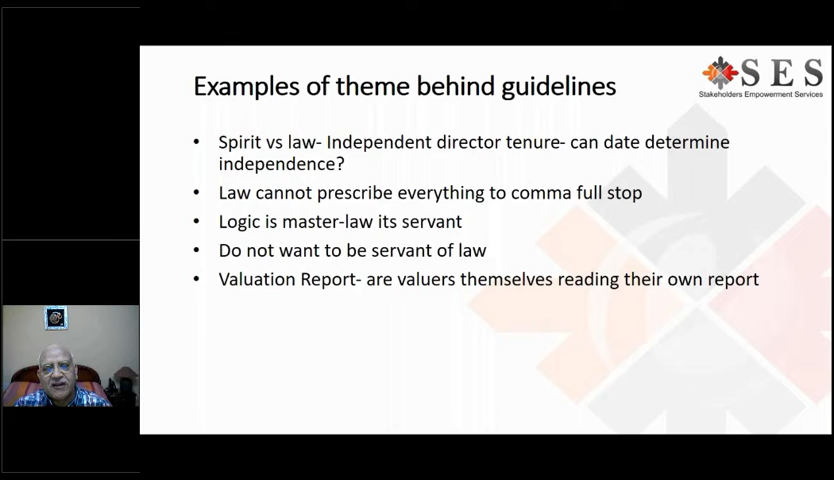 SES
Stakeholders Empowerment Services
Examples of theme behind guidelines
• Spirit vs law- Independent director tenure- can date determine
independence?
• Law cannot prescribe everything to comma full stop
• Logic is master-law its servant
• Do not want to be servant of law
• Valuation Report- are valuers themselves reading their own report